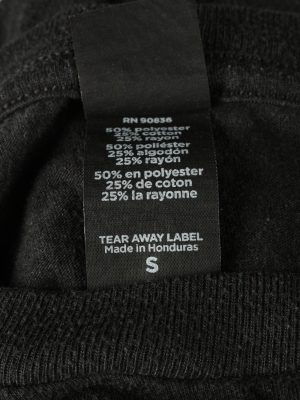 RN 90836
50% polyester
25% cotton
25% rayon
50% poliéster
25% algodón
25% rayón
50% en polyester
25% de coton
25% la rayonne
TEAR AWAY LABEL
Made in Honduras
S